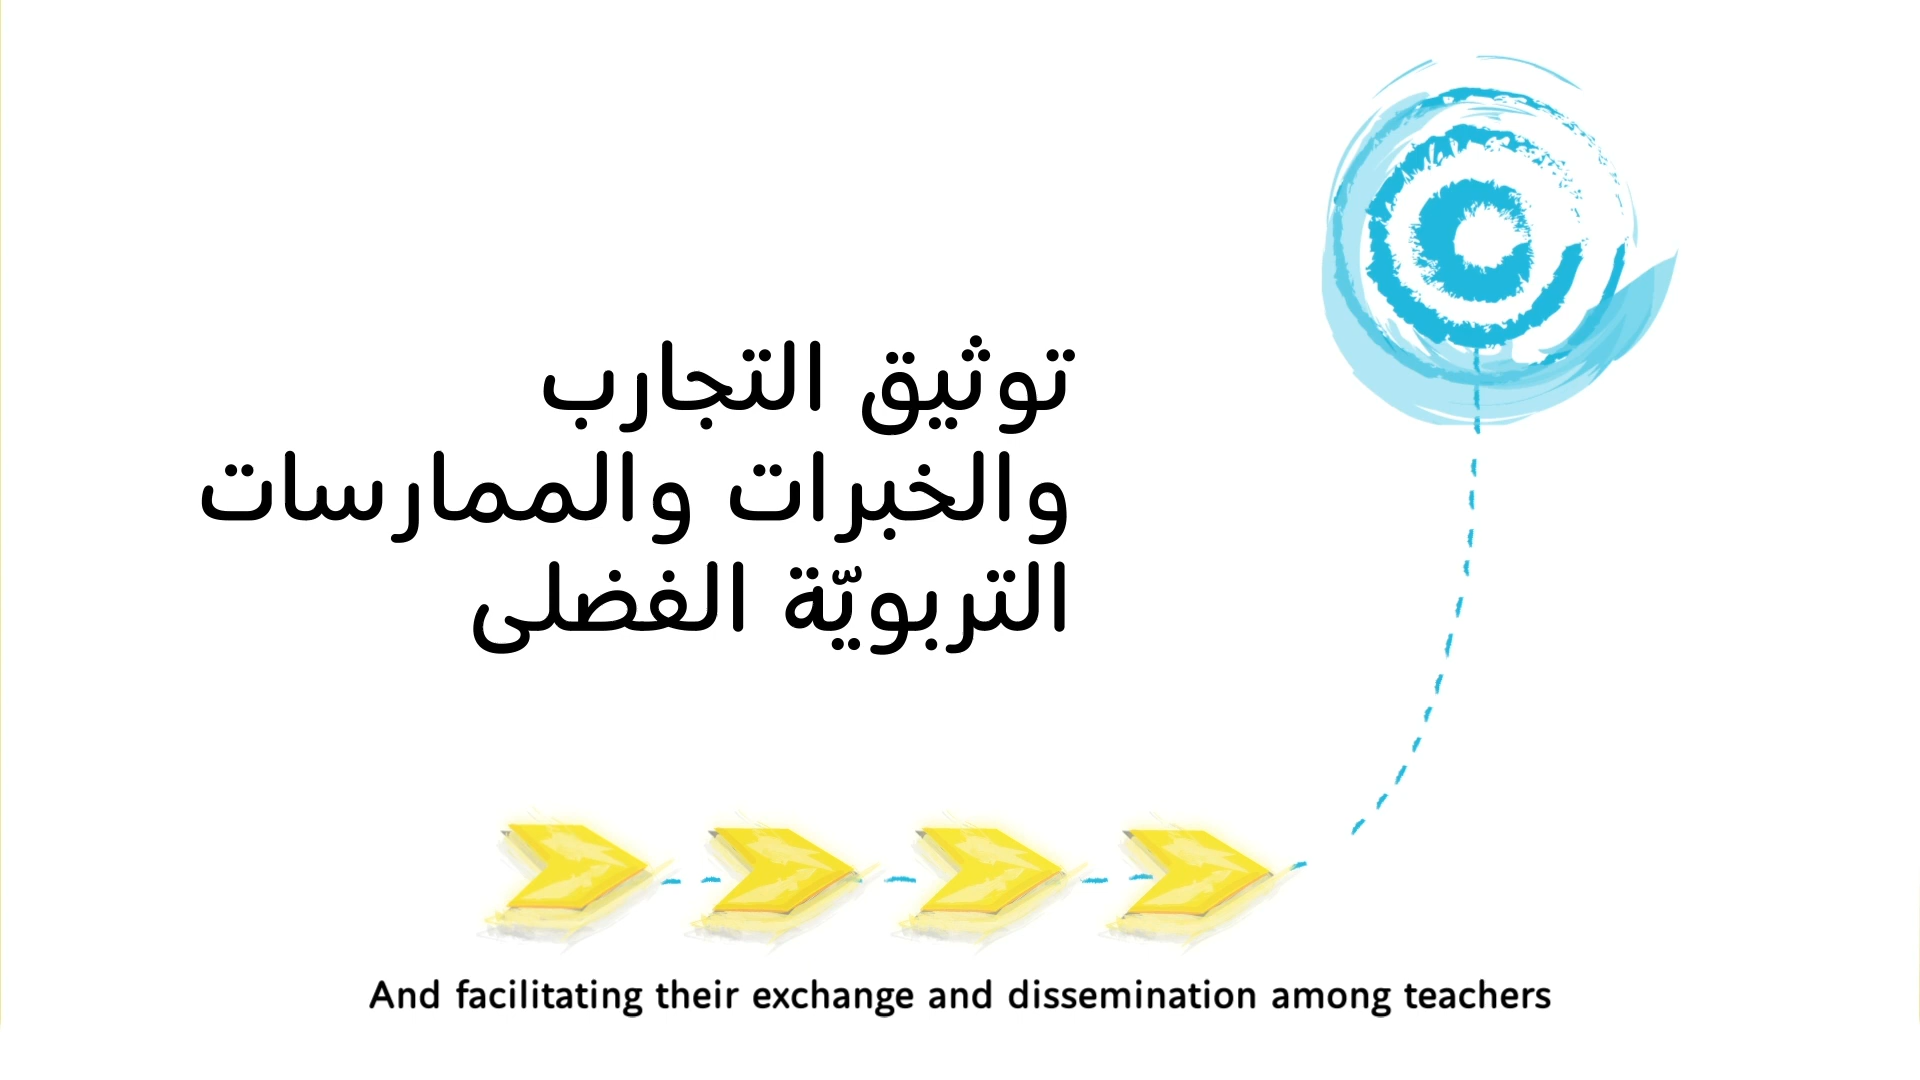 توثيق التجارب
والخبرات والممارسات
التربويّة الفضلى
And facilitating their exchange and dissemination among teachers